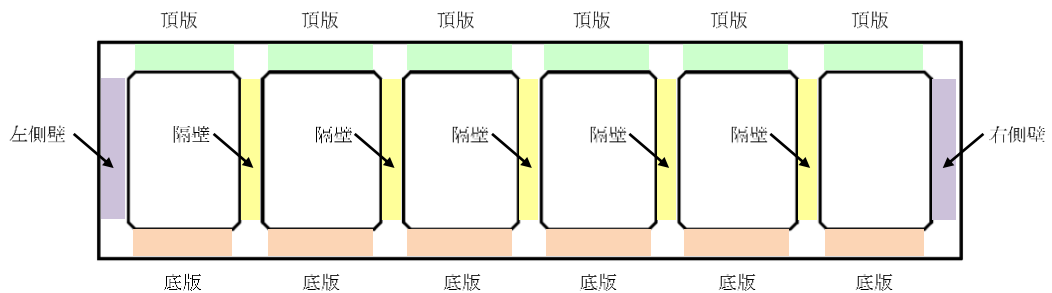 頂版 頂版 頂版 頂版 頂版 頂版
左側壁 隔壁 隔壁 隔壁 隔壁 隔壁 右側壁
底版 底版 底版 底版 底版 底版